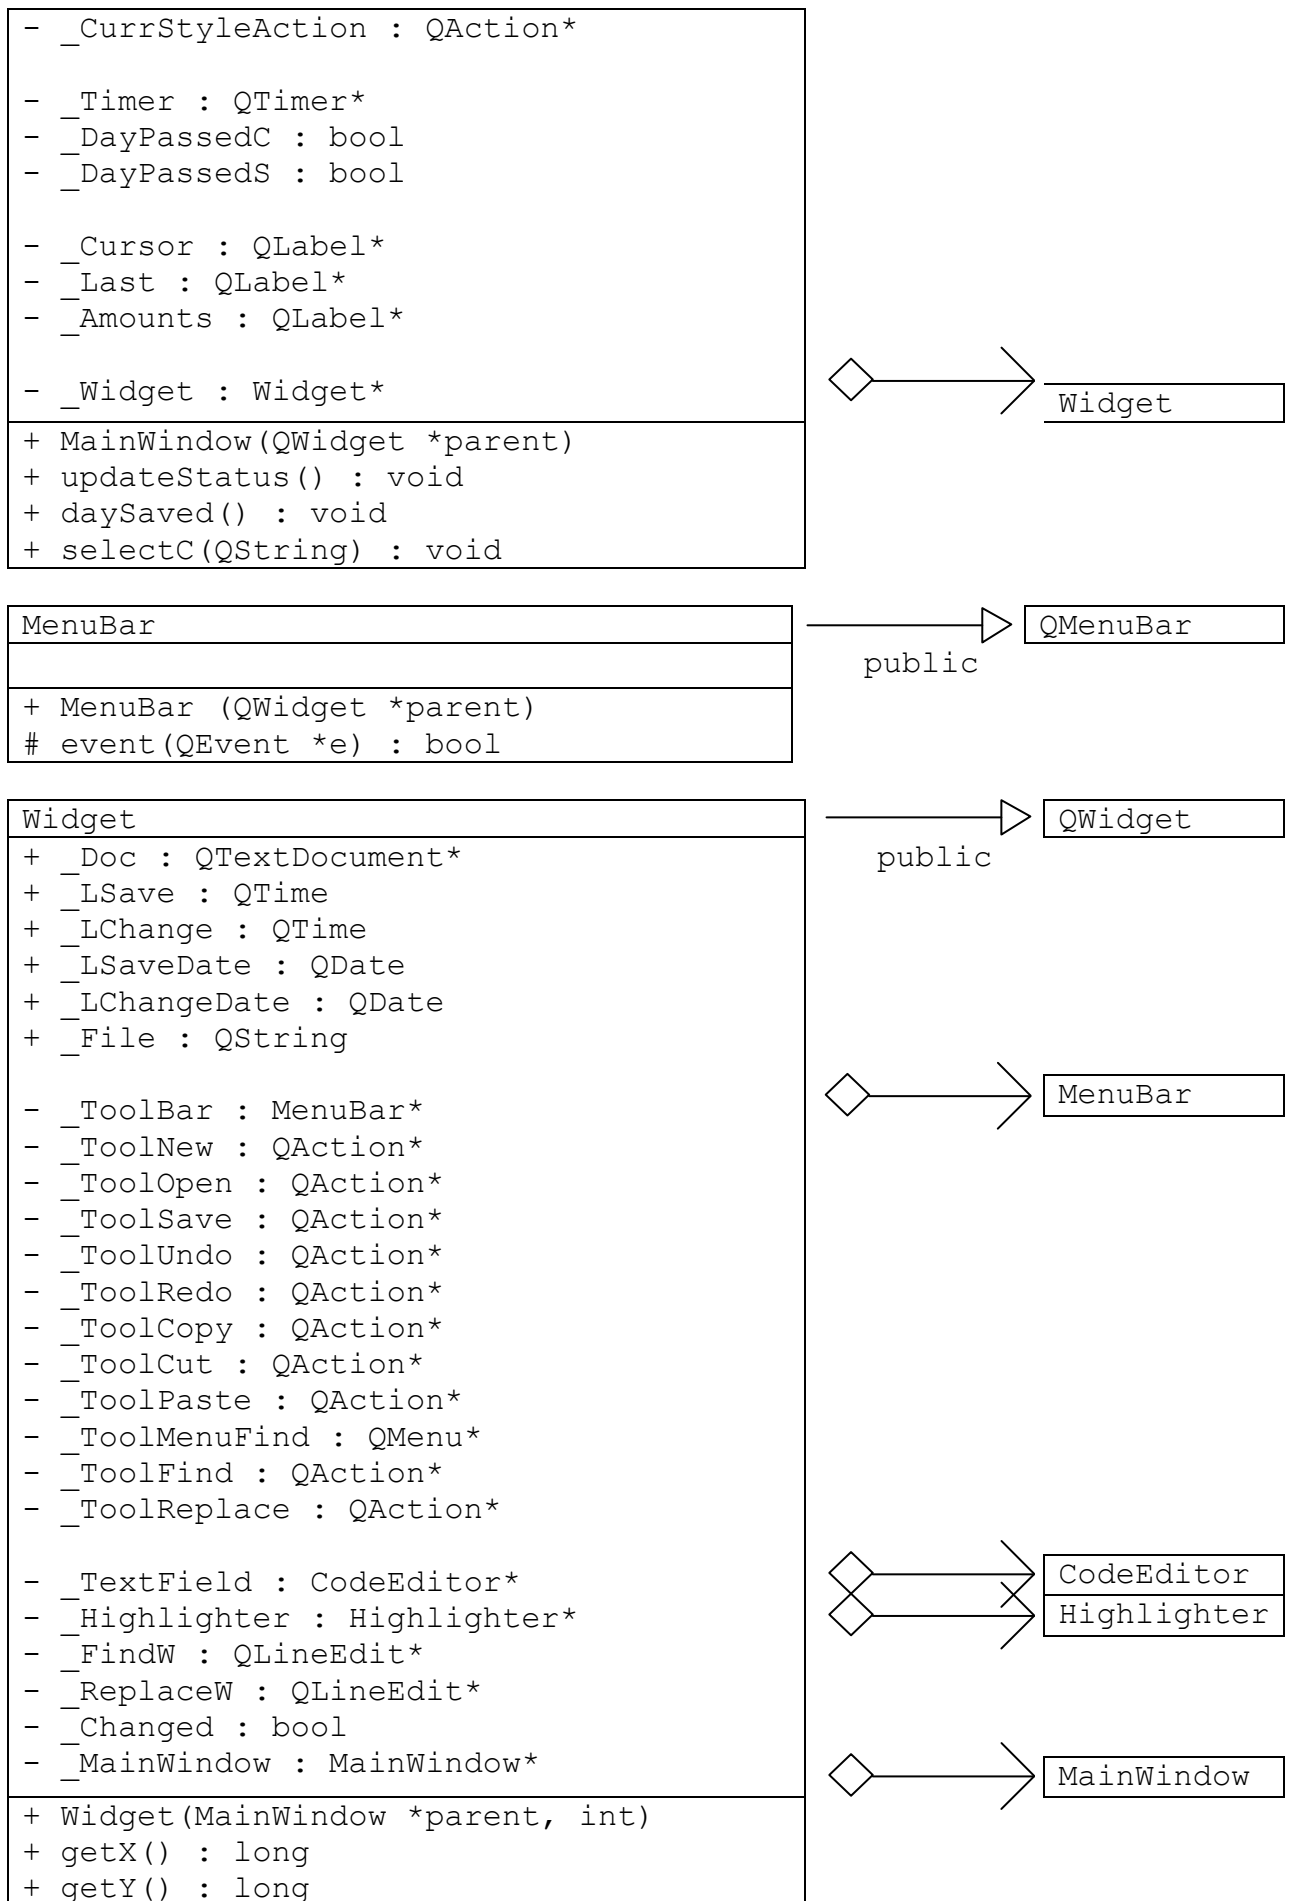 - _CurrStyleAction : QAction*
- _Timer : QTimer*
- _DayPassedC : bool
- _DayPassedS : bool
- _Cursor : QLabel*
- _Last : QLabel*
- _Amounts : QLabel*
- _Widget : Widget*
Widget
+ MainWindow(QWidget *parent)
+ updateStatus() : void
+ daySaved() : void
+ selectC(QString) : void
MenuBar
QMenuBar
public
+ MenuBar (QWidget *parent)
# event(QEvent *e) : bool
Widget
QWidget
public
+ _Doc : QTextDocument*
+ _LSave : QTime
+ _LChange : QTime
+ _LSaveDate : QDate
+ _LChangeDate : QDate
+ _File : QString
- _ToolBar : MenuBar*
MenuBar
- _ToolNew : QAction*
- _ToolOpen : QAction*
- _ToolSave : QAction*
- _ToolUndo : QAction*
- _ToolRedo : QAction*
- _ToolCopy : QAction*
- _ToolCut : QAction*
- _ToolPaste : QAction*
- _ToolMenuFind : QMenu*
- _ToolFind : QAction*
- _ToolReplace : QAction*
- _TextField : CodeEditor*
CodeEditor
- _Highlighter : Highlighter*
Highlighter
- _FindW : QLineEdit*
- _ReplaceW : QLineEdit*
- _Changed : bool
- _MainWindow : MainWindow*
MainWindow
+ Widget(MainWindow *parent, int)
+ getX() : long
+ getY() : long